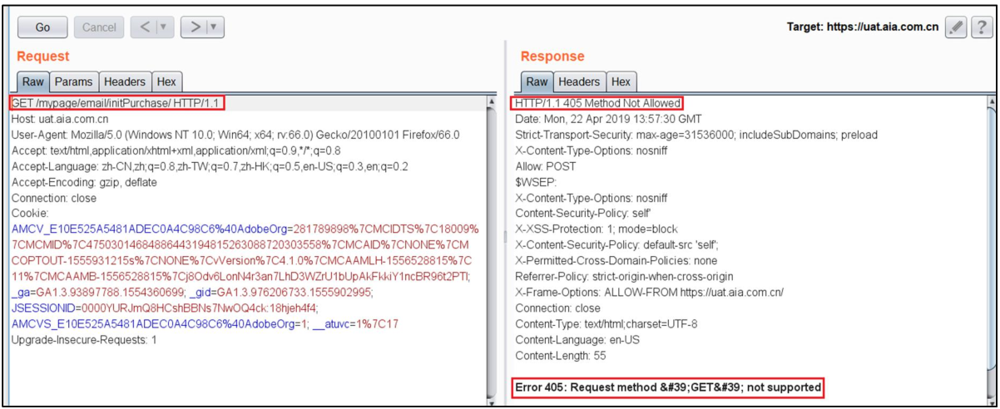 Go
Cancel
<
>
Target: https://uat.aia.com.cn
?
Request
Raw
Params
Headers
Hex
GET /mypage/email/initPurchase/ HTTP/1.1
Host: uat.aia.com.cn
User-Agent: Mozilla/5.0 (Windows NT 10.0; Win64; x64; rv:66.0) Gecko/20100101 Firefox/66.0
Accept: text/html,application/xhtml+xml,application/xml;q=0.9,*/*;q=0.8
Accept-Language: zh-CN,zh;q=0.8,zh-TW;q=0.7,zh-HK;q=0.5,en-US;q=0.3,en;q=0.2
Accept-Encoding: gzip, deflate
Connection: close
Cookie:
AMCV_E10E525A5481ADEC0A4C98C6%40AdobeOrg=281789898%7CMCIDTS%7C18009%
7CMCMID%7C47503014684886443194815263088720303558%7CMCAID%7CNONE%7CM
COPTOUT-1555931215s%7CNONE%7CvVersion%7C4.1.0%7CMCAAMLH-1556528815%7C
11%7CMCAAMB-1556528815%7Cj8Odv6LonN4r3an7LhD3WZrU1bUpAkFkkiY1ncBR96t2PTI;
_ga=GA1.3.93897788.1554360699; _gid=GA1.3.976206733.1555902995;
JSESSIONID=0000YURJmQ8HCshBBNs7NwOQ4ck:18hjeh4f4;
AMCVS_E10E525A5481ADEC0A4C98C6%40AdobeOrg=1; __atuvc=1%7C17
Upgrade-Insecure-Requests: 1
Response
Raw
Headers
Hex
HTTP/1.1 405 Method Not Allowed
Date: Mon, 22 Apr 2019 13:57:30 GMT
Strict-Transport-Security: max-age=31536000; includeSubDomains; preload
X-Content-Type-Options: nosniff
Allow: POST
$WSEP:
X-Content-Type-Options: nosniff
Content-Security-Policy: self'
X-XSS-Protection: 1; mode=block
X-Content-Security-Policy: default-src 'self';
X-Permitted-Cross-Domain-Policies: none
Referrer-Policy: strict-origin-when-cross-origin
X-Frame-Options: ALLOW-FROM https://uat.aia.com.cn/
Connection: close
Content-Type: text/html;charset=UTF-8
Content-Language: en-US
Content-Length: 55
Error 405: Request method &#39;GET&#39; not supported